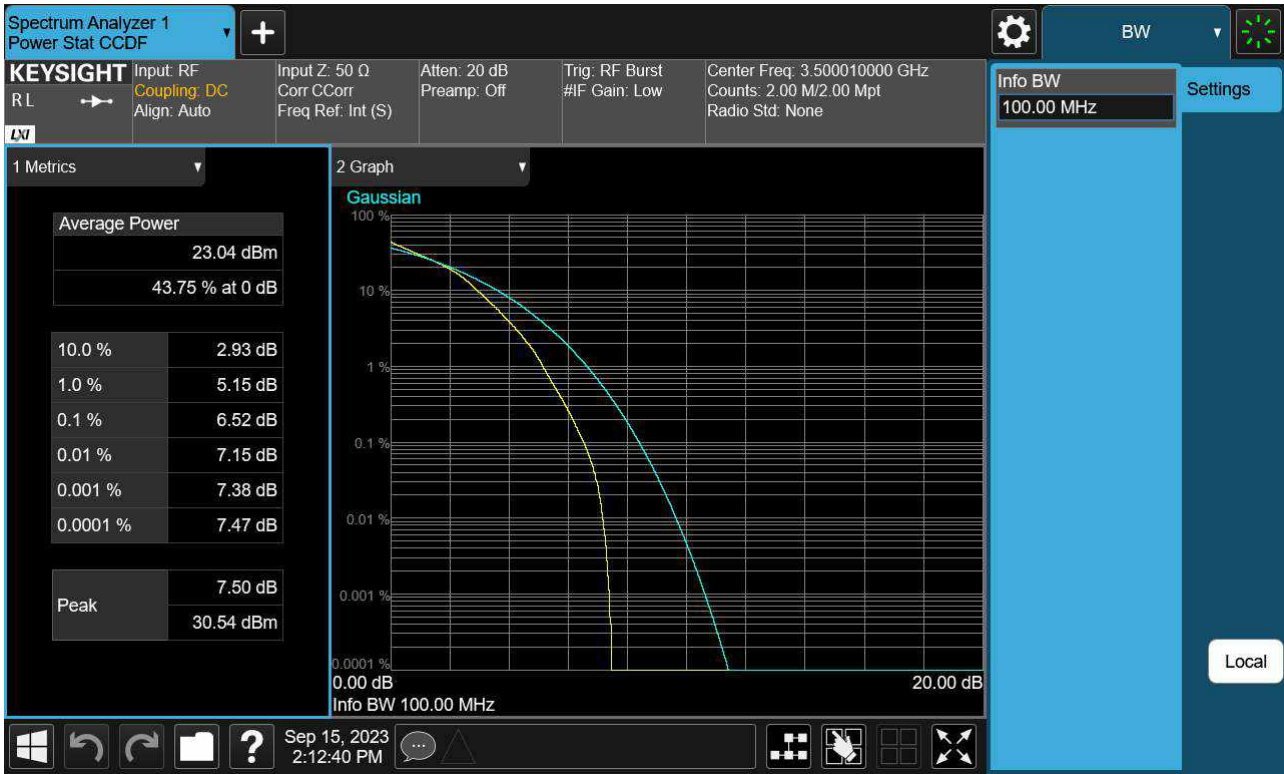 Spectrum Analyzer 1
Power Stat CCDF
BW
KEYSIGHT
RL
LXI
Input: RF
Coupling: DC
Align: Auto
Input Z: 50 Ω
Corr CCorr
Freq Ref: Int (S)
Atten: 20 dB
Preamp: Off
Trig: RF Burst
#IF Gain: Low
Center Freq: 3.500010000 GHz
Counts: 2.00 M/2.00 Mpt
Radio Std: None
Info BW
100.00 MHz
Settings
1 Metrics
Average Power
23.04 dBm
43.75 % at 0 dB
10.0 % 2.93 dB
1.0 % 5.15 dB
0.1 % 6.52 dB
0.01 % 7.15 dB
0.001 % 7.38 dB
0.0001 % 7.47 dB
Peak
7.50 dB
30.54 dBm
2 Graph
Gaussian
100 %
10 %
1 %
0.1 %
0.01 %
0.001 %
0.0001 %
0.00 dB 20.00 dB
Info BW 100.00 MHz
Local
?
Sep 15, 2023
2:12:40 PM